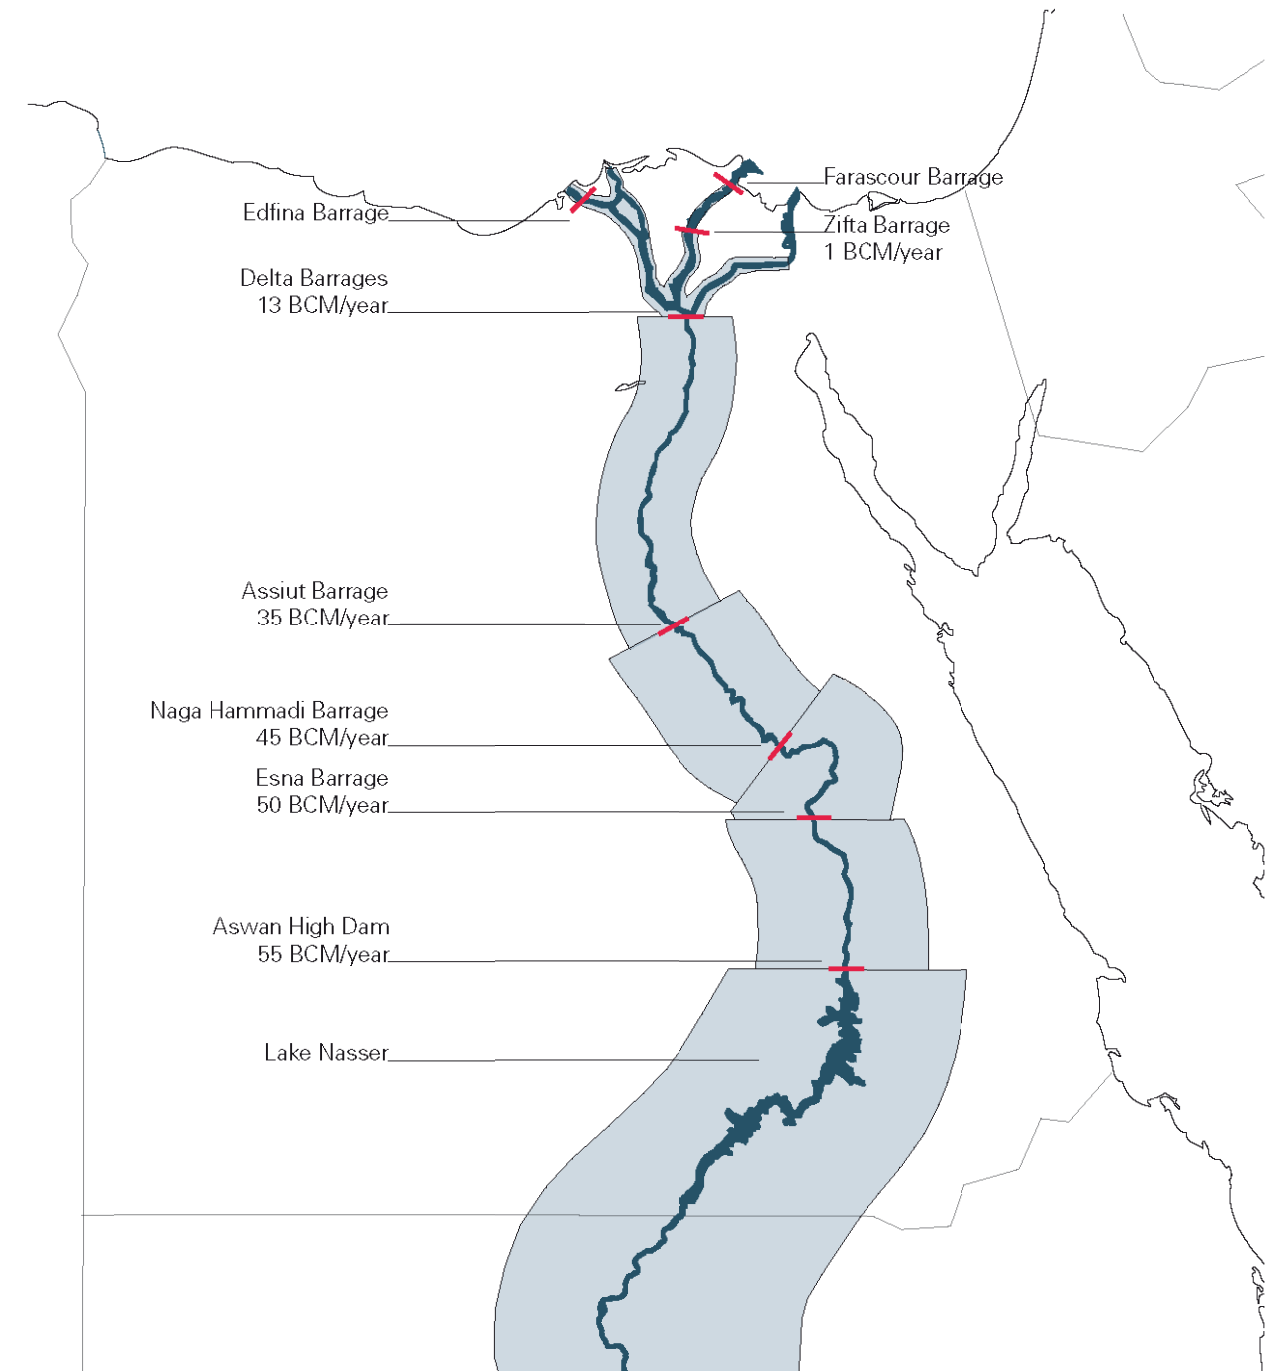 Farascour Barrage
Edfina Barrage
Zifta Barrage
1 BCM/year
Delta Barrages
13 BCM/year
Assiut Barrage
35 BCM/year
Naga Hammadi Barrage
45 BCM/year
Esna Barrage
50 BCM/year
Aswan High Dam
55 BCM/year
Lake Nasser